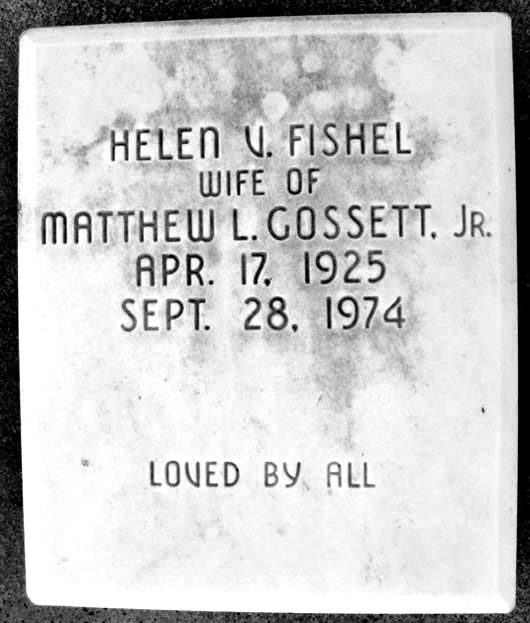 HELEN V. FISHEL
WIFE OF
MATTHEW L. GOSSETT, JR.
APR. 17, 1925
SEPT. 28, 1974
LOVED BY ALL